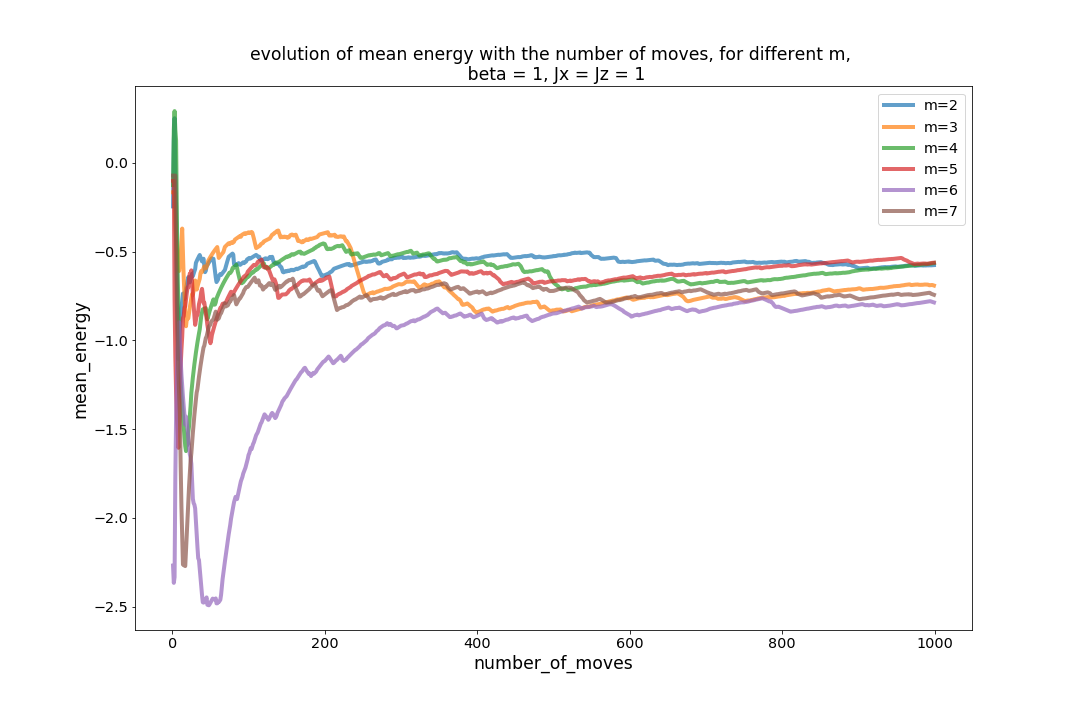 evolution of mean energy with the number of moves, for different m,
beta = 1, Jx = Jz = 1
m=2
m=3
m=4
m=5
m=6
m=7
0.0
−0.5
−1.0
−1.5
−2.0
−2.5
mean_energy
0 200 400 600 800 1000
number_of_moves